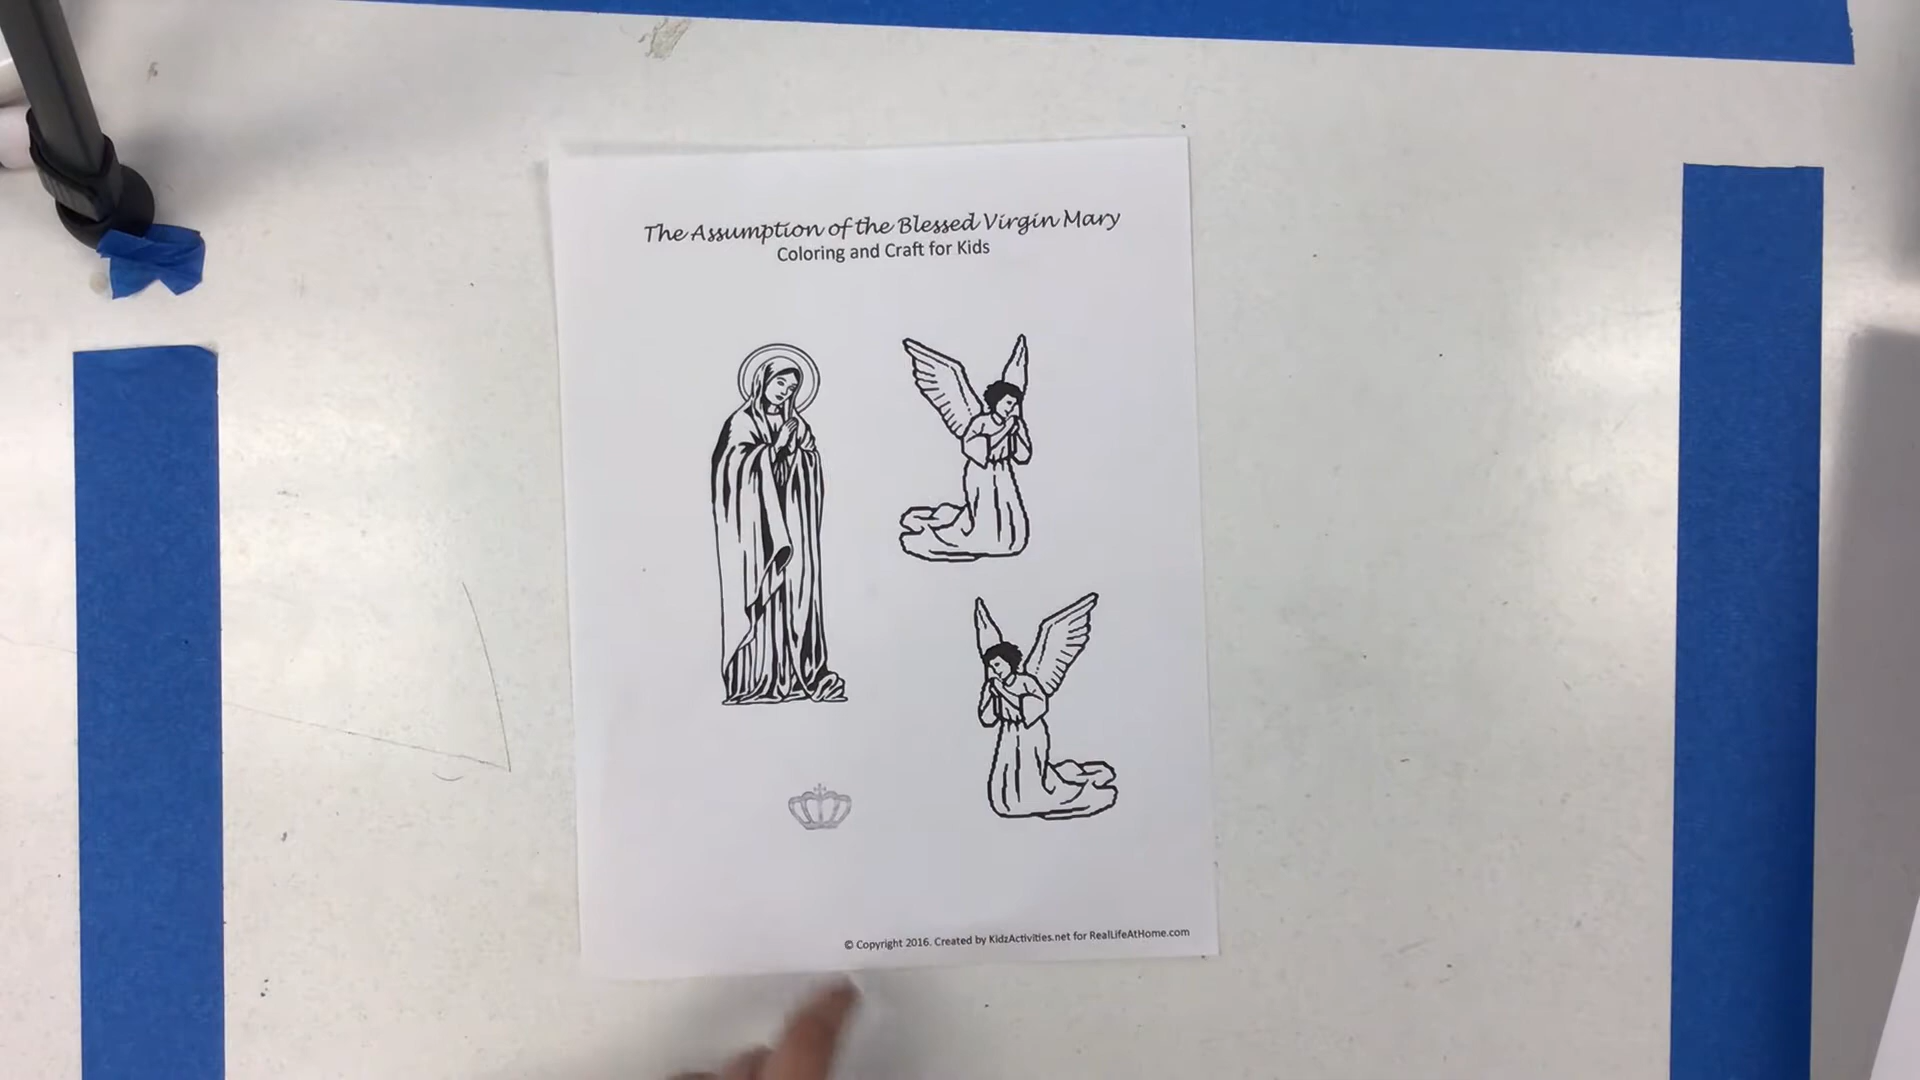 The Assumption of the Blessed Virgin Mary
Coloring and Craft for Kids
© Copyright 2016. Created by KidzActivities.net for RealLifeAtHome.com